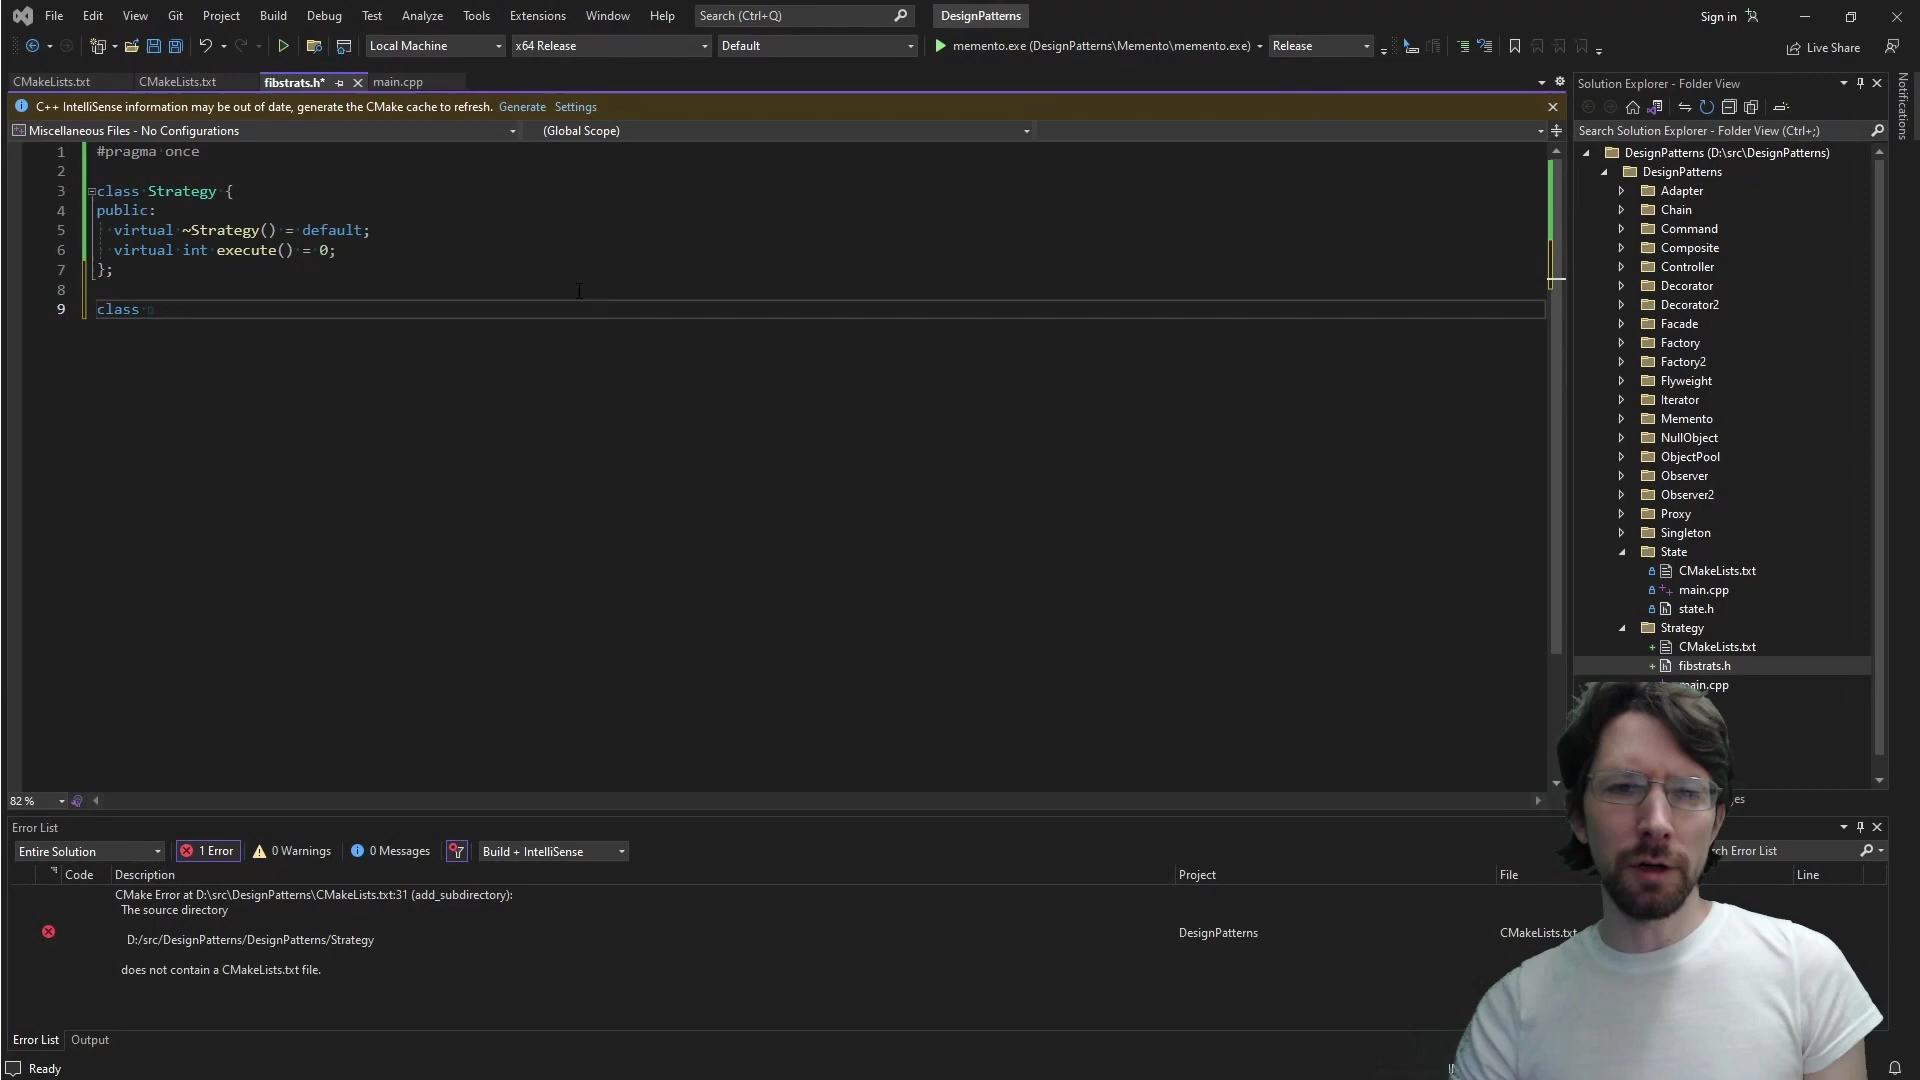 File Edit View Git Project Build Debug Test Analyze Tools Extensions Window Help Search (Ctrl+Q) DesignPatterns Sign in
Local Machine x64 Release Default memento.exe (DesignPatterns\Memento\memento.exe) Release Live Share
CMakeLists.txt CMakeLists.txt fibstrats.h* main.cpp
C++ IntelliSense information may be out of date, generate the CMake cache to refresh. Generate Settings
Miscellaneous Files - No Configurations (Global Scope)
1 #pragma once
2
3 class Strategy {
4 public:
5 virtual ~Strategy() = default;
6 virtual int execute() = 0;
7 };
8
9 class
82 %
Solution Explorer - Folder View
Search Solution Explorer - Folder View (Ctrl+;)
DesignPatterns (D:\src\DesignPatterns)
DesignPatterns
Adapter
Chain
Command
Composite
Controller
Decorator
Decorator2
Facade
Factory
Factory2
Flyweight
Iterator
Memento
NullObject
ObjectPool
Observer
Observer2
Proxy
Singleton
State
CMakeLists.txt
main.cpp
state.h
Strategy
CMakeLists.txt
fibstrats.h
main.cpp
Notifications
Error List
Entire Solution 1 Error 0 Warnings 0 Messages Build + IntelliSense Error List
Code Description Project File Line
CMake Error at D:\src\DesignPatterns\CMakeLists.txt:31 (add_subdirectory):
The source directory
D:/src/DesignPatterns/DesignPatterns/Strategy
does not contain a CMakeLists.txt file.
DesignPatterns CMakeLists.txt
Error List Output
Ready